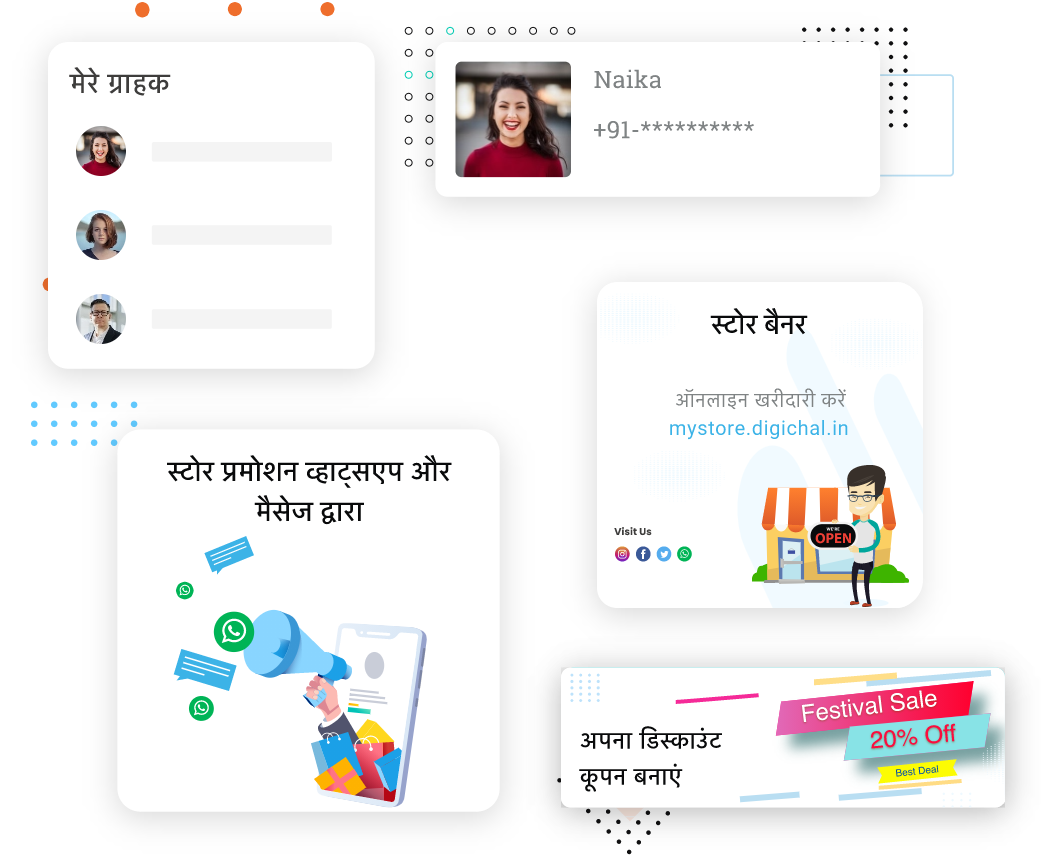 मेरे ग्राहक
Naika
+91-**********
स्टोर बैनर
ऑनलाइन खरीदारी करें
mystore.digichal.in
WE'RE
OPEN
Visit Us
स्टोर प्रमोशन व्हाट्सएप और
मैसेज द्वारा
अपना डिस्काउंट
कूपन बनाएं
Festival Sale
20% Off
Best Deal